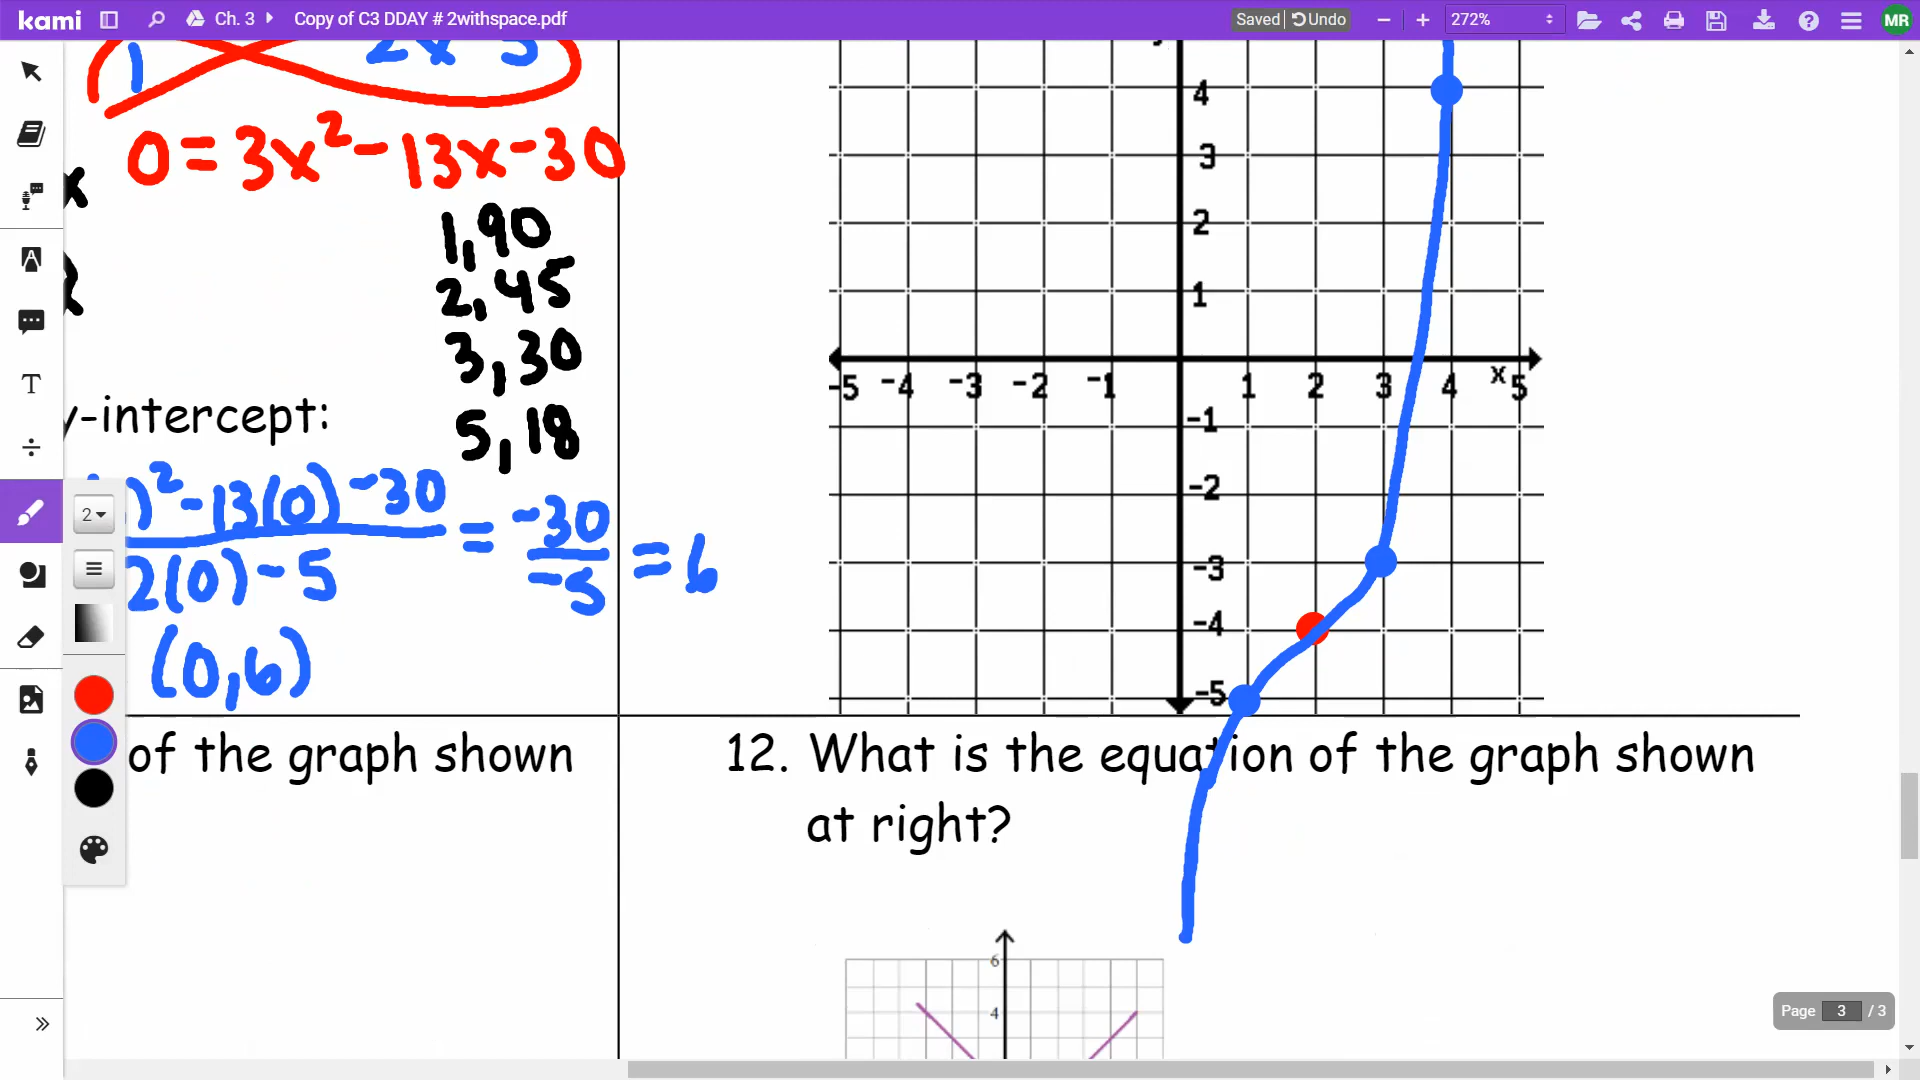 kami Ch. 3 Copy of C3 DDAY # 2withspace.pdf Saved Undo 272% MR
1 2x 5
0 = 3x² - 13x - 30
x
1, 90
2, 45
3, 30
5, 18
y-intercept:
)² - 13(0) - 30
2(0) - 5
= -30/-5 = 6
(0, 6)
4
3
2
1
-5 -4 -3 -2 -1 1 2 3 4 x 5
-1
-2
-3
-4
-5
of the graph shown
12. What is the equation of the graph shown
at right?
6
4
2
T
Page 3 / 3